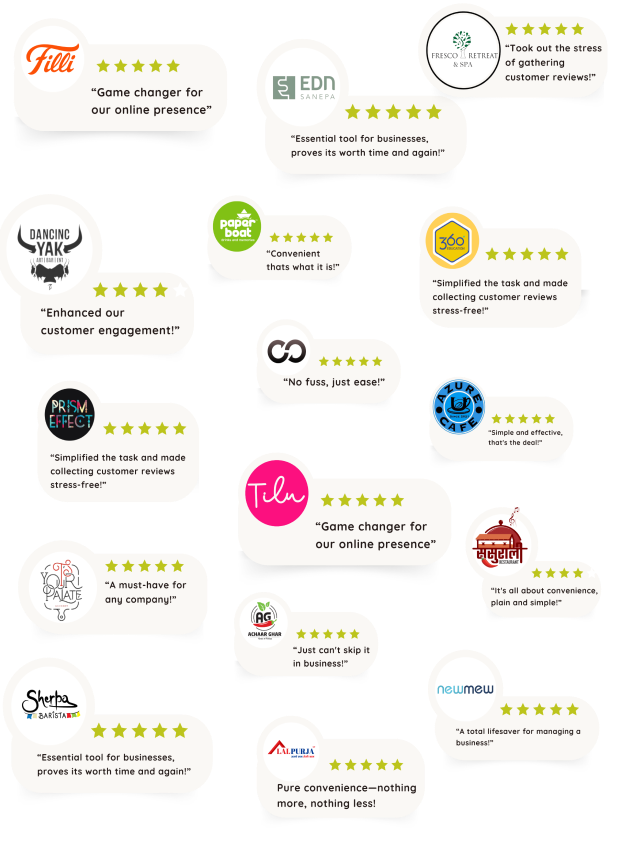 Filli
“Game changer for
our online presence”
EDN
SANEPA
“Essential tool for businesses,
proves its worth time and again!”
FRESCO RETREAT
& SPA
“Took out the stress
of gathering
customer reviews!”
DANCING
YAK
“Enhanced our
customer engagement!”
paper
boat
“Convenient
thats what it is!”
360
“Simplified the task and made
collecting customer reviews
stress-free!”
“No fuss, just ease!”
PRISM
EFFECT
“Simplified the task and made
collecting customer reviews
stress-free!”
AZURE
CAFE
“Simple and effective,
that's the deal!”
Tilu
“Game changer for
our online presence”
ससुराली
RESTAURANT
“It's all about convenience,
plain and simple!”
YOUR
PALATE
“A must-have for
any company!”
AG
ACHAAR GHAR
“Just can't skip it
in business!”
Sherpa
BARISTA
“Essential tool for businesses,
proves its worth time and again!”
newmew
“A total lifesaver for managing a
business!”
LALPURJA
Pure convenience—nothing
more, nothing less!